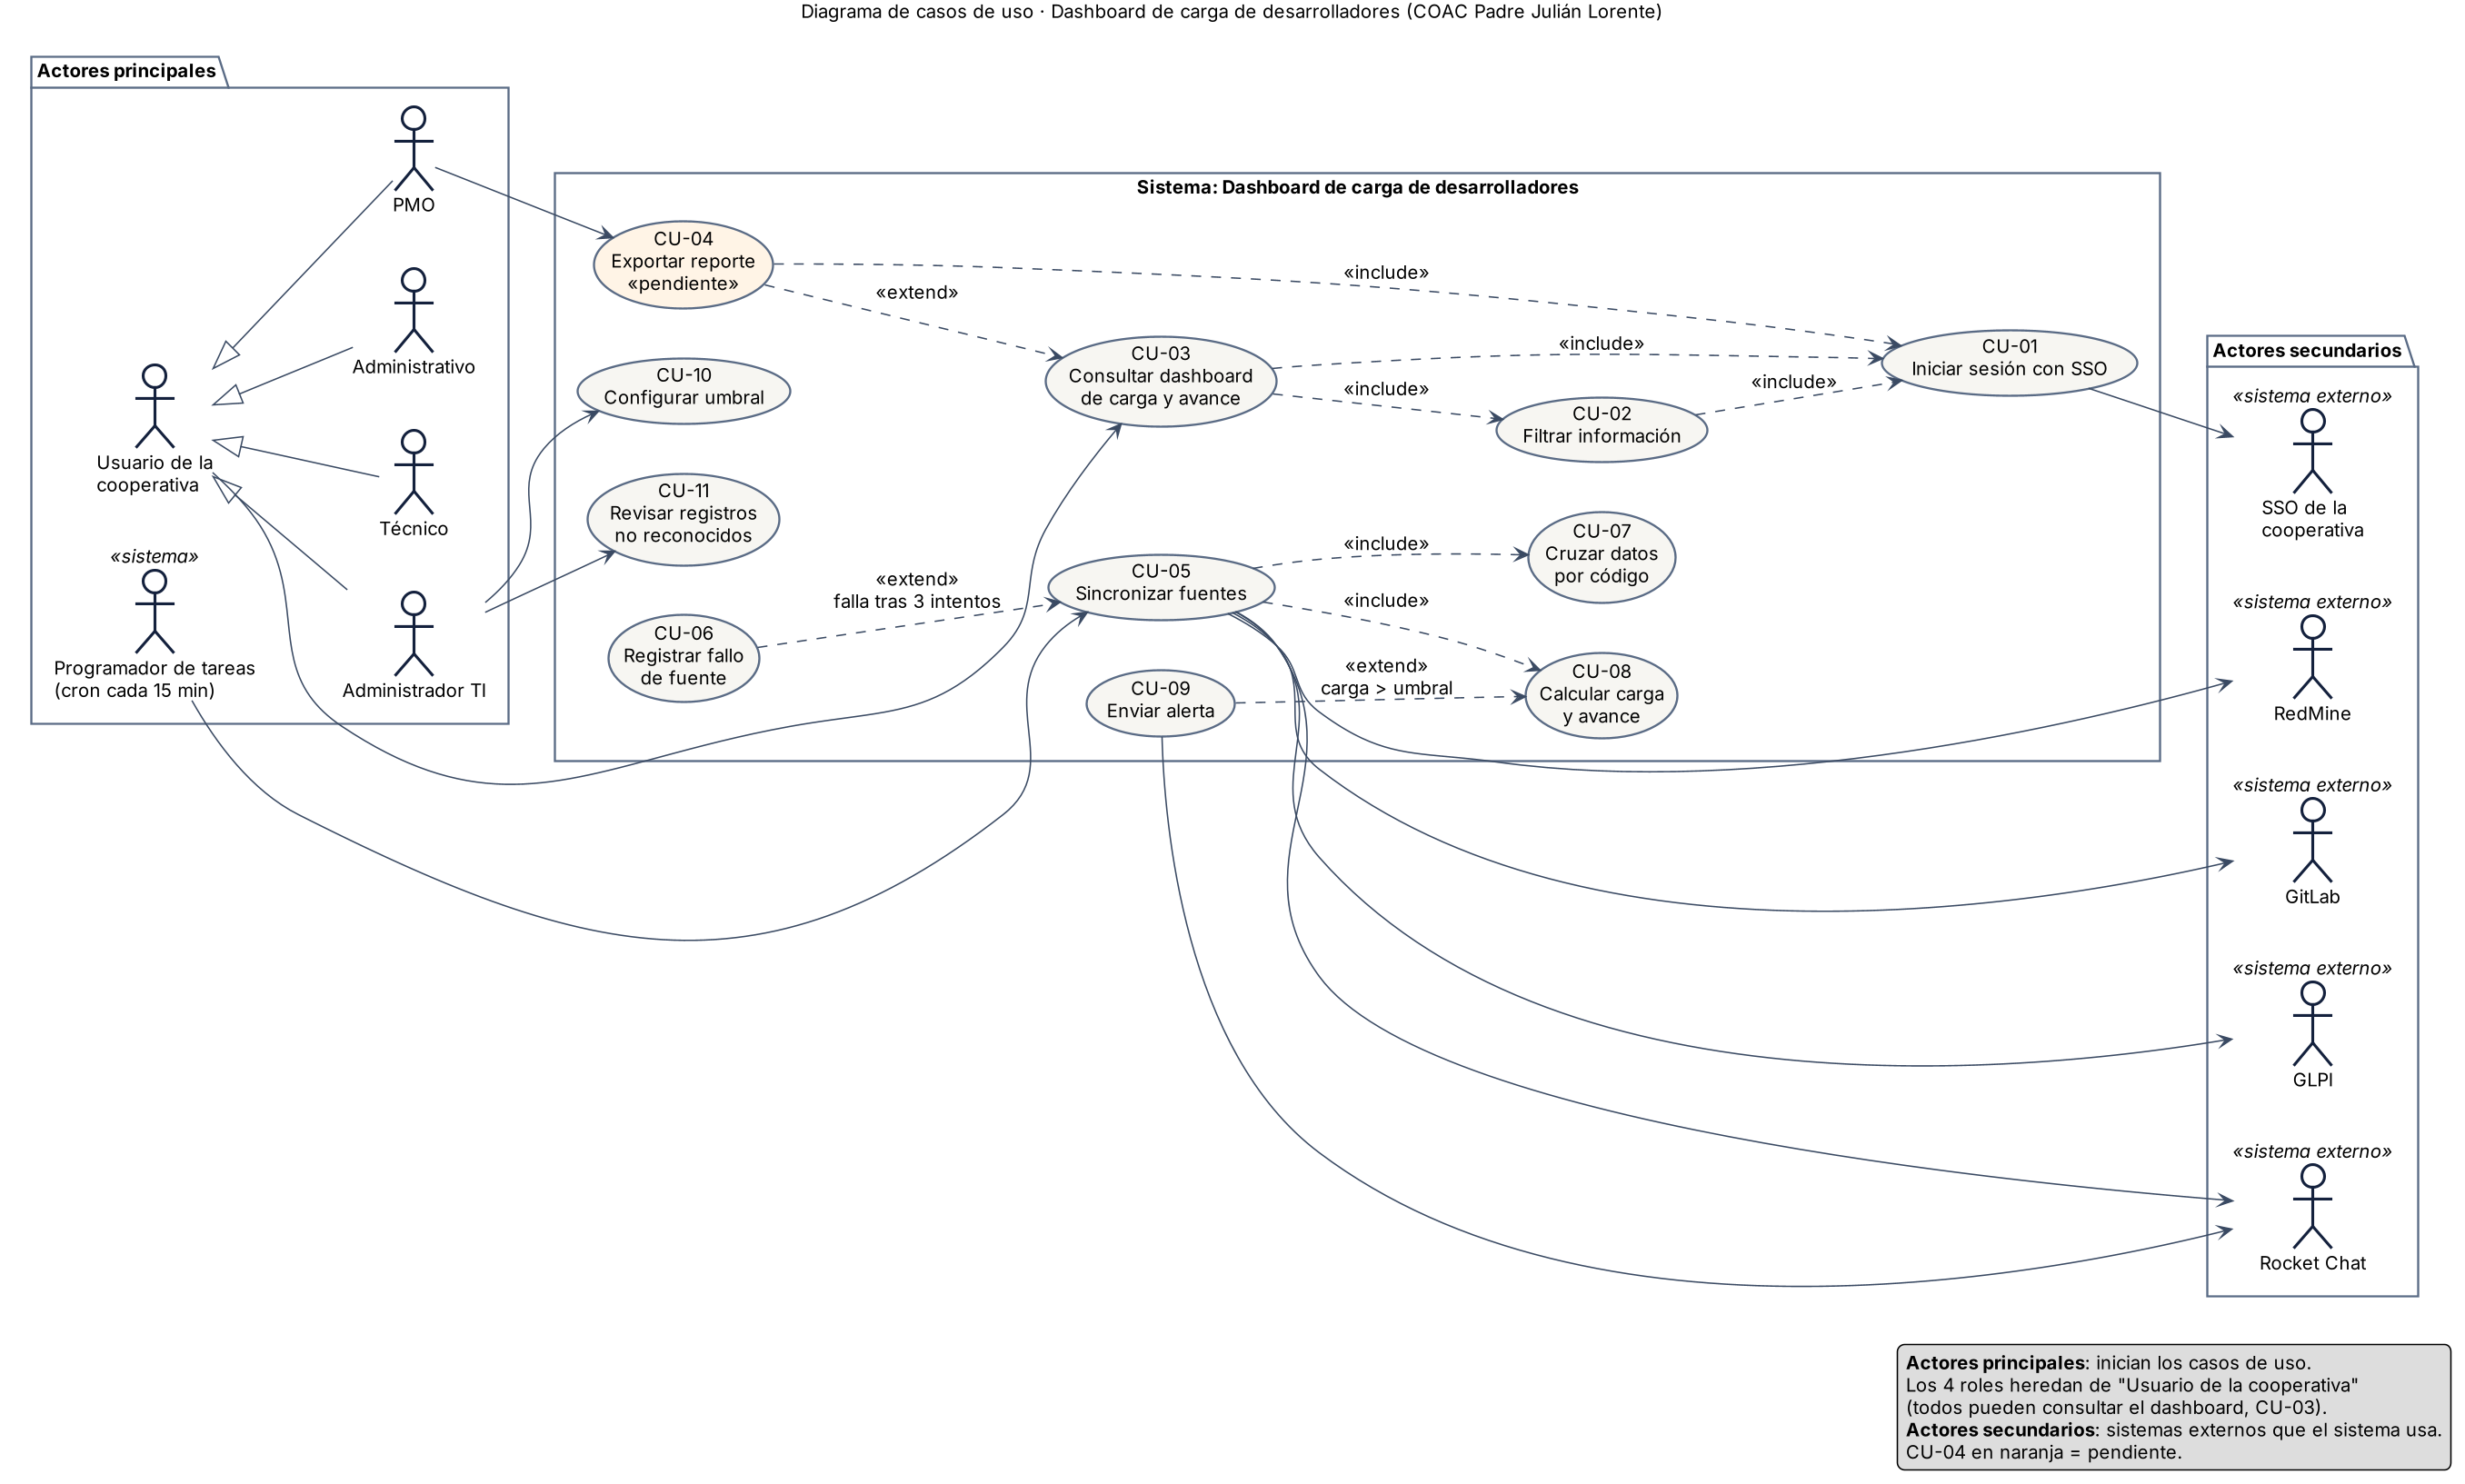 Diagrama de casos de uso · Dashboard de carga de desarrolladores (COAC Padre Julián Lorente)
Actores principales
PMO
Administrativo
Usuario de la
cooperativa
Técnico
«sistema»
Programador de tareas
(cron cada 15 min)
Administrador TI
Sistema: Dashboard de carga de desarrolladores
CU-04
Exportar reporte
«pendiente»
CU-10
Configurar umbral
CU-11
Revisar registros
no reconocidos
CU-06
Registrar fallo
de fuente
«extend»
«extend»
falla tras 3 intentos
CU-03
Consultar dashboard
de carga y avance
CU-05
Sincronizar fuentes
CU-09
Enviar alerta
«include»
«include»
«include»
«include»
«include»
«include»
«extend»
carga > umbral
CU-02
Filtrar información
CU-07
Cruzar datos
por código
CU-08
Calcular carga
y avance
CU-01
Iniciar sesión con SSO
Actores secundarios
«sistema externo»
SSO de la
cooperativa
«sistema externo»
RedMine
«sistema externo»
GitLab
«sistema externo»
GLPI
«sistema externo»
Rocket Chat
Actores principales: inician los casos de uso.
Los 4 roles heredan de "Usuario de la cooperativa"
(todos pueden consultar el dashboard, CU-03).
Actores secundarios: sistemas externos que el sistema usa.
CU-04 en naranja = pendiente.